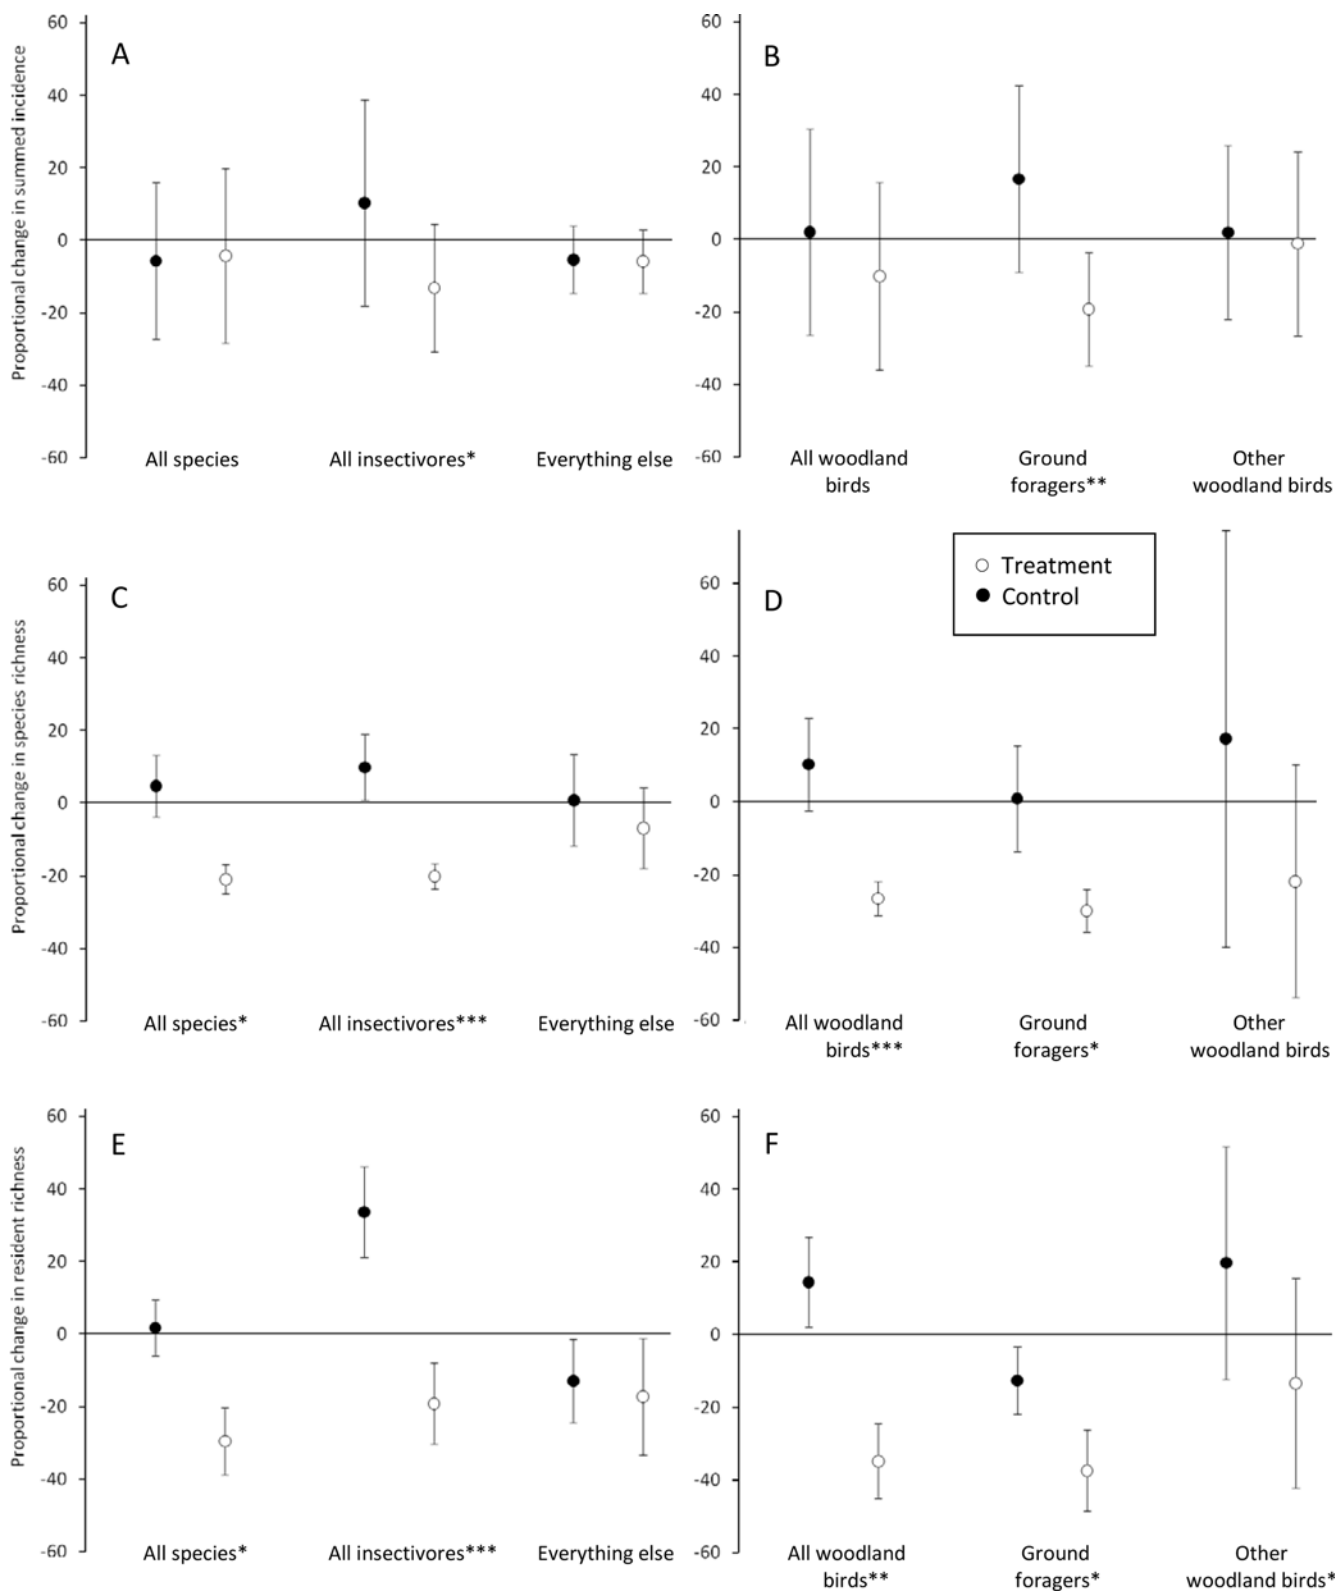 60
40
20
0
-20
-40
-60
Proportional change in summed incidence
A
All species
All insectivores*
Everything else
60
40
20
0
-20
-40
-60
B
All woodland
birds
Ground
foragers**
Other
woodland birds
60
40
20
0
-20
-40
-60
Proportional change in species richness
C
All species*
All insectivores***
Everything else
60
40
20
0
-20
-40
-60
D
Treatment
Control
All woodland
birds***
Ground
foragers*
Other
woodland birds
60
40
20
0
-20
-40
-60
Proportional change in resident richness
E
All species*
All insectivores***
Everything else
60
40
20
0
-20
-40
-60
F
All woodland
birds**
Ground
foragers*
Other
woodland birds*